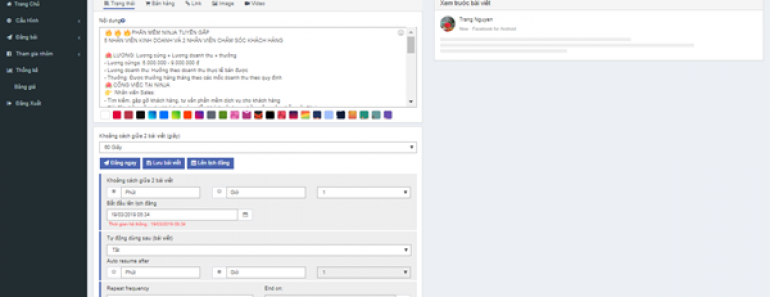 Trang Chủ
Cấu Hình
Đăng bài
Tham gia nhóm
Thống kê
Bảng giá
Đăng Xuất
Trạng thái
Bán hàng
Link
Image
Video
Nội dung
PHẦN MỀM NINJA TUYỂN GẤP
5 NHÂN VIÊN KINH DOANH VÀ 2 NHÂN VIÊN CHĂM SÓC KHÁCH HÀNG
LƯƠNG: Lương cứng + Lương doanh thu + thưởng
- Lương cứng: 5.000.000 - 8.000.000 đ
- Lương doanh thu: Hưởng theo doanh thu thực tế bán được
- Thưởng: Được thưởng hàng tháng theo các mốc doanh thu theo quy định
CÔNG VIỆC TẠI NINJA
Nhân viên Sales:
- Tìm kiếm, gặp gỡ khách hàng, tư vấn phần mềm dịch vụ cho khách hàng
Khoảng cách giữa 2 bài viết (giây)
60 Giây
Đăng ngay
Lưu bài viết
Lên lịch đăng
Khoảng cách giữa 2 bài viết
Phút
Giờ
1
Bắt đầu lên lịch đăng
19/03/2019 05:34
Thời gian hệ thống : 19/03/2019 05:34
Tự động dừng sau (bài viết)
Tắt
Auto resume after
Phút
Giờ
1
Repeat frequency
End on
Xem trước bài viết
Trang Nguyen
Now · Facebook for Android